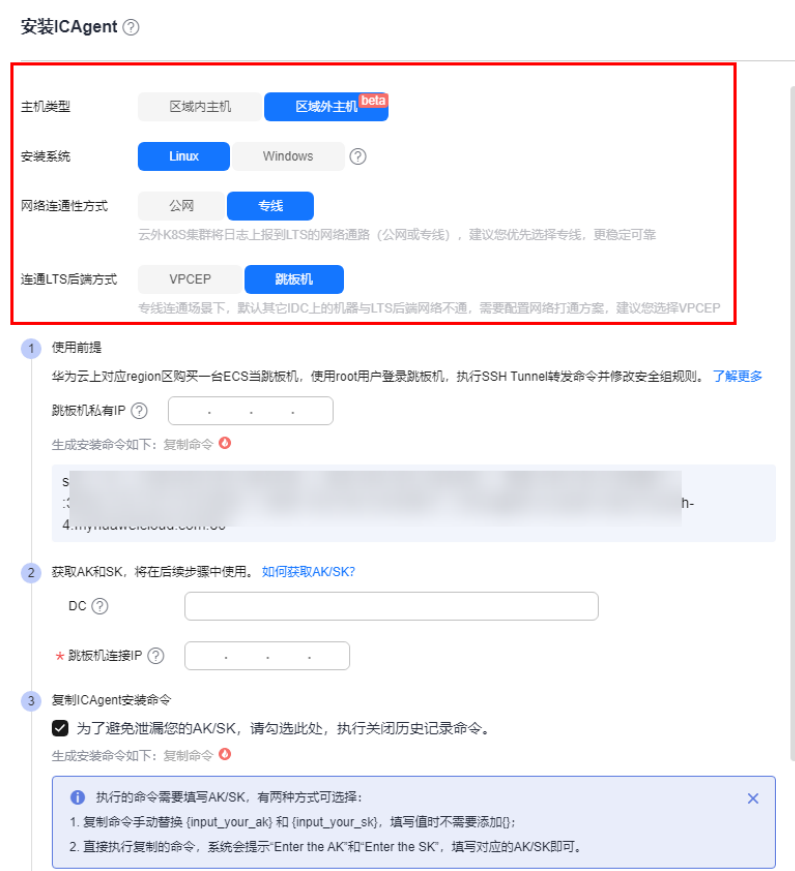 安装ICAgent ?
主机类型 区域内主机 区域外主机 beta
安装系统 Linux Windows ?
网络连通性方式 公网 专线
云外K8S集群将日志上报到LTS的网络通路（公网或专线），建议您优先选择专线，更稳定可靠
连通LTS后端方式 VPCEP 跳板机
专线连通场景下，默认其它IDC上的机器与LTS后端网络不通，需要配置网络打通方案，建议您选择VPCEP
1 使用前提
华为云上对应region区购买一台ECS当跳板机，使用root用户登录跳板机，执行SSH Tunnel转发命令并修改安全组规则。 了解更多
跳板机私有IP ? . . .
生成安装命令如下：复制命令
s
h-
2 获取AK和SK，将在后续步骤中使用。 如何获取AK/SK?
DC ?
* 跳板机连接IP ? . . .
3 复制ICAgent安装命令
为了避免泄漏您的AK/SK，请勾选此处，执行关闭历史记录命令。
生成安装命令如下：复制命令
执行的命令需要填写AK/SK，有两种方式可选择：
1. 复制命令手动替换 {input_your_ak} 和 {input_your_sk}，填写值时不需要添加{}；
2. 直接执行复制的命令，系统会提示“Enter the AK”和“Enter the SK”，填写对应的AK/SK即可。